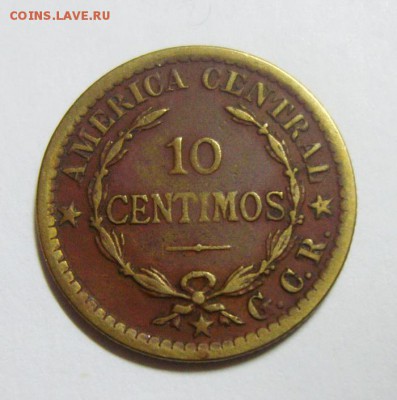 COINS.LAVE.RU
AMERICA CENTRAL
10
CENTIMOS
G.C.R.